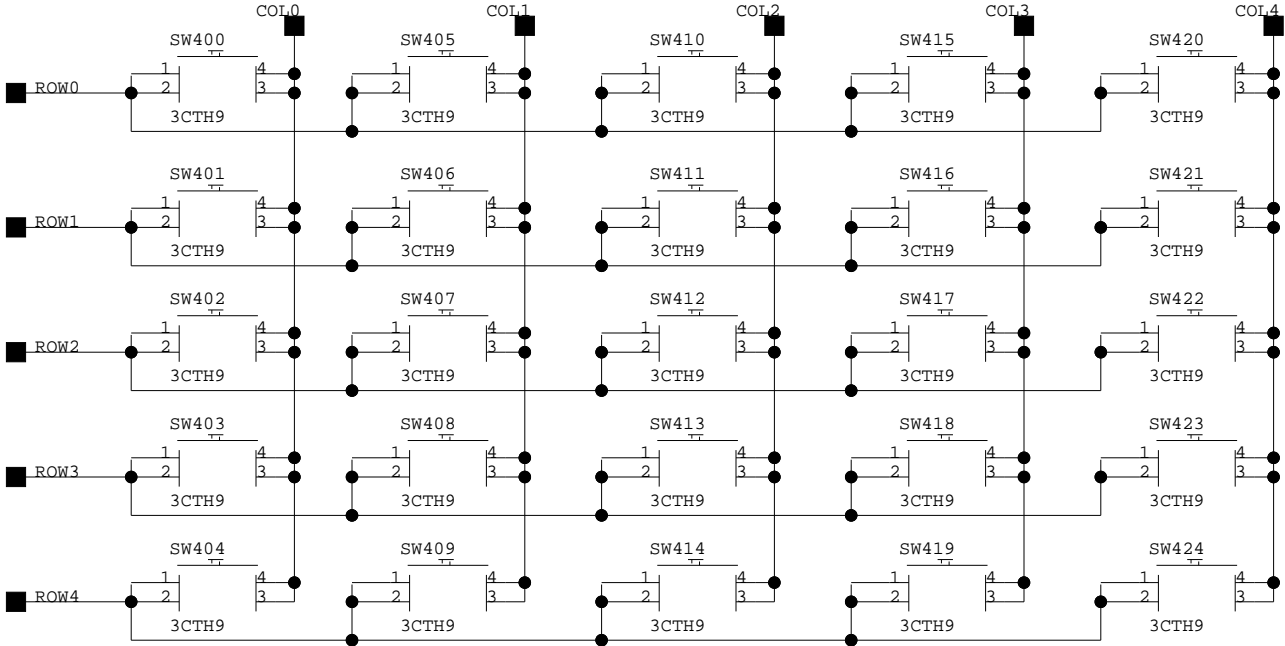 COL0 COL1 COL2 COL3 COL4
SW400 SW405 SW410 SW415 SW420
1 4 1 4 1 4 1 4 1 4
ROW0 2 3 2 3 2 3 2 3 2 3
3CTH9 3CTH9 3CTH9 3CTH9 3CTH9
SW401 SW406 SW411 SW416 SW421
1 4 1 4 1 4 1 4 1 4
ROW1 2 3 2 3 2 3 2 3 2 3
3CTH9 3CTH9 3CTH9 3CTH9 3CTH9
SW402 SW407 SW412 SW417 SW422
1 4 1 4 1 4 1 4 1 4
ROW2 2 3 2 3 2 3 2 3 2 3
3CTH9 3CTH9 3CTH9 3CTH9 3CTH9
SW403 SW408 SW413 SW418 SW423
1 4 1 4 1 4 1 4 1 4
ROW3 2 3 2 3 2 3 2 3 2 3
3CTH9 3CTH9 3CTH9 3CTH9 3CTH9
SW404 SW409 SW414 SW419 SW424
1 4 1 4 1 4 1 4 1 4
ROW4 2 3 2 3 2 3 2 3 2 3
3CTH9 3CTH9 3CTH9 3CTH9 3CTH9